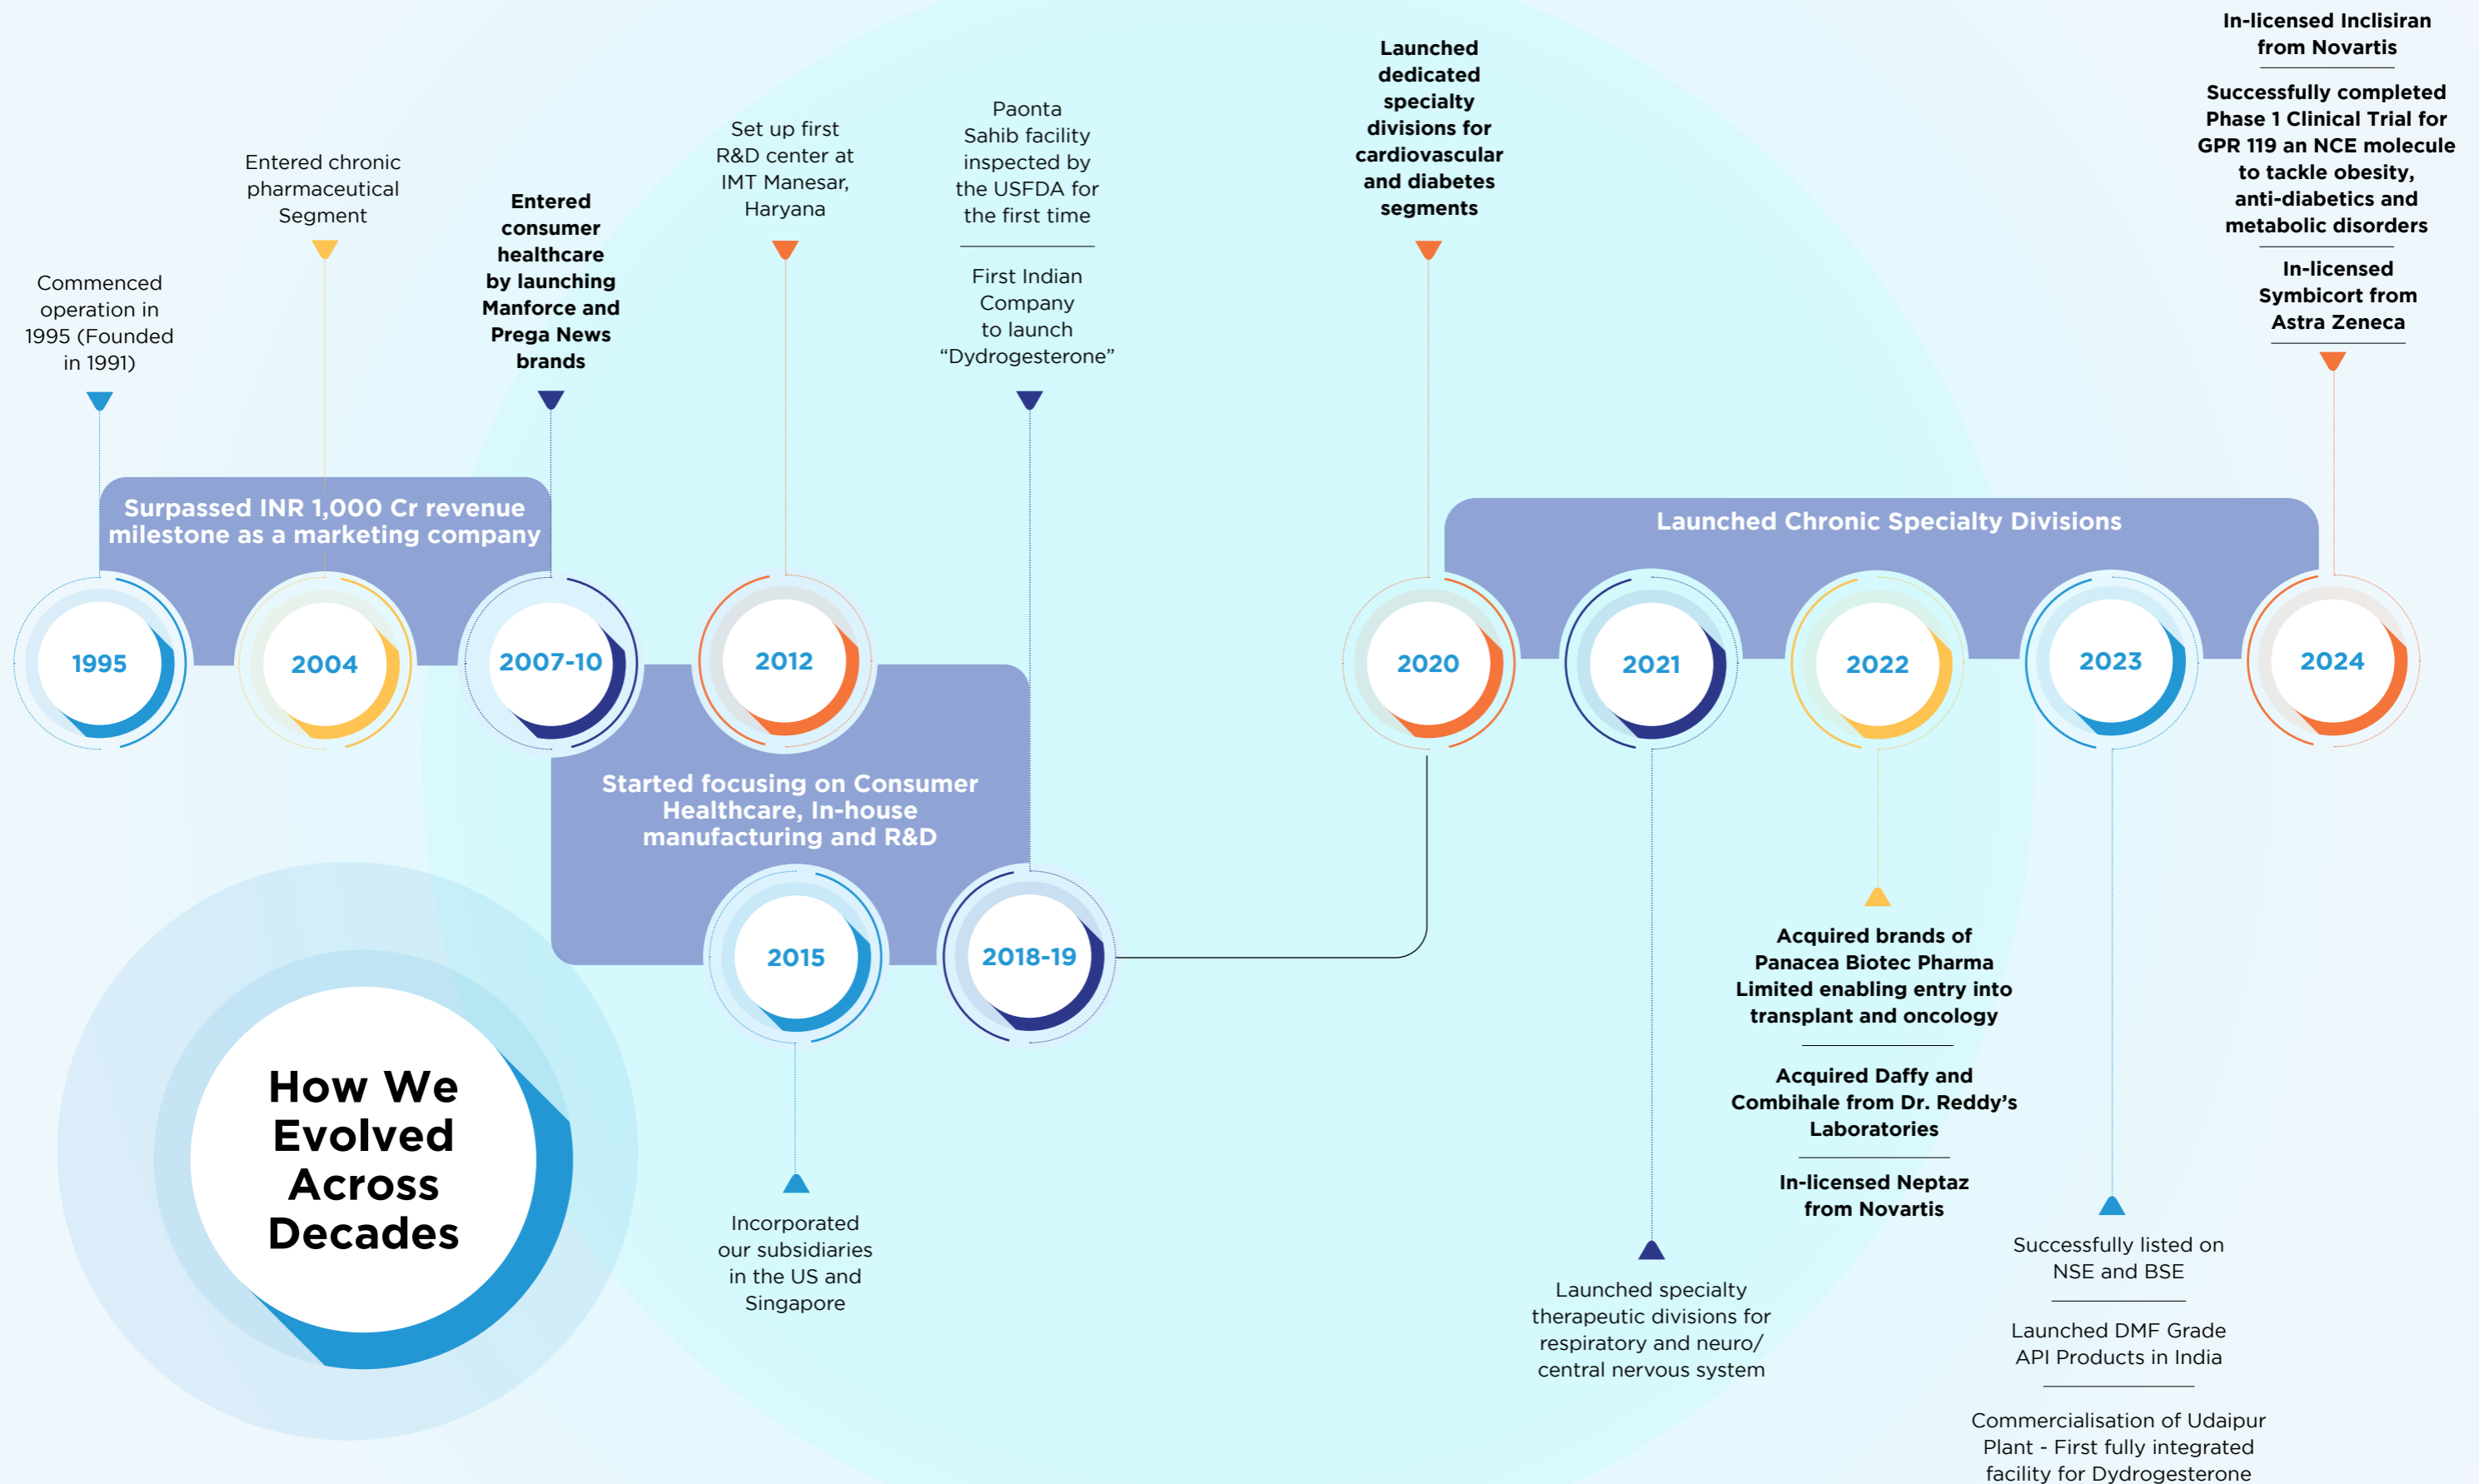 Commenced
operation in
1995 (Founded
in 1991)
Entered chronic
pharmaceutical
Segment
Entered
consumer
healthcare
by launching
Manforce and
Prega News
brands
Set up first
R&D center at
IMT Manesar,
Haryana
Paonta
Sahib facility
inspected by
the USFDA for
the first time
First Indian
Company
to launch
“Dydrogesterone”
Launched
dedicated
specialty
divisions for
cardiovascular
and diabetes
segments
In-licensed Inclisiran
from Novartis
Successfully completed
Phase 1 Clinical Trial for
GPR 119 an NCE molecule
to tackle obesity,
anti-diabetics and
metabolic disorders
In-licensed
Symbicort from
Astra Zeneca
Surpassed INR 1,000 Cr revenue
milestone as a marketing company
Launched Chronic Specialty Divisions
1995
2004
2007-10
2012
2020
2021
2022
2023
2024
Started focusing on Consumer
Healthcare, In-house
manufacturing and R&D
2015
2018-19
How We
Evolved
Across
Decades
Incorporated
our subsidiaries
in the US and
Singapore
Launched specialty
therapeutic divisions for
respiratory and neuro/
central nervous system
Acquired brands of
Panacea Biotec Pharma
Limited enabling entry into
transplant and oncology
Acquired Daffy and
Combihale from Dr. Reddy’s
Laboratories
In-licensed Neptaz
from Novartis
Successfully listed on
NSE and BSE
Launched DMF Grade
API Products in India
Commercialisation of Udaipur
Plant - First fully integrated
facility for Dydrogesterone